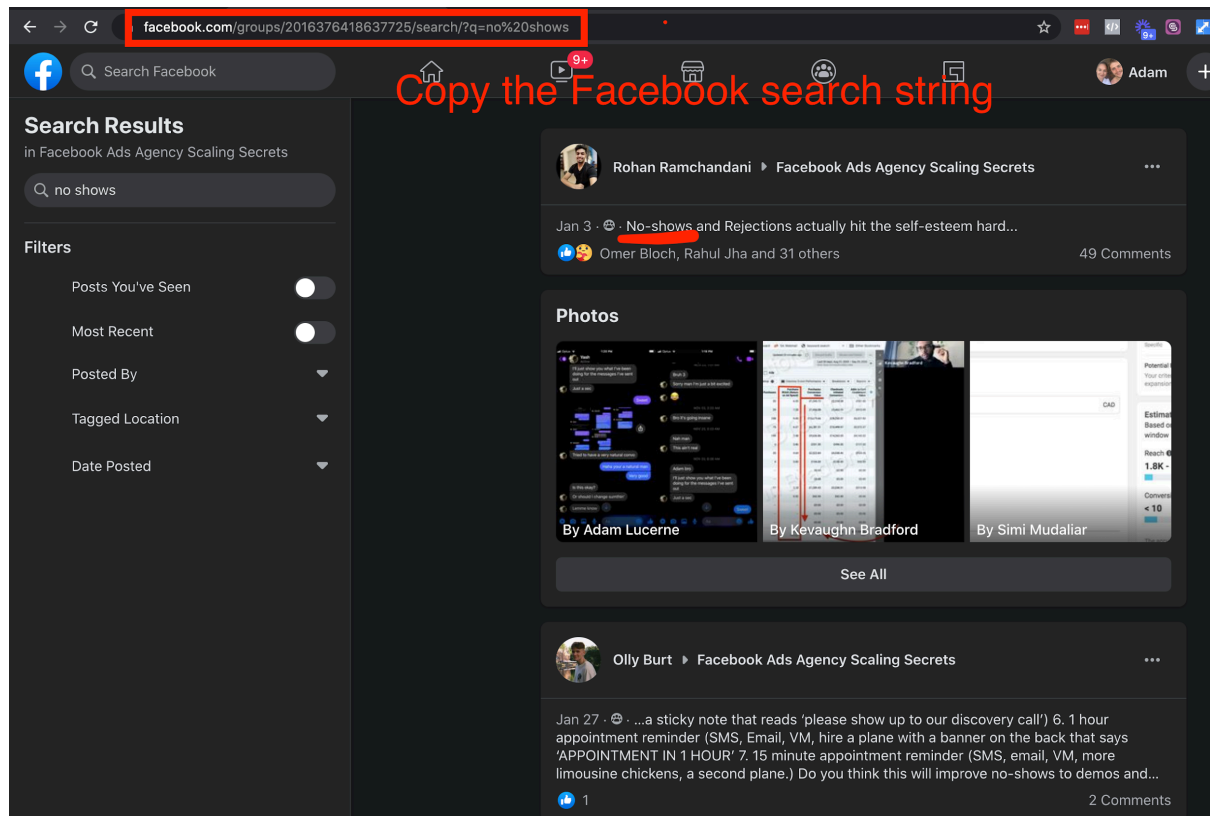 facebook.com/groups/2016376418637725/search/?q=no%20shows
9+
Search Facebook
9+
Adam
Copy the Facebook search string
Search Results
in Facebook Ads Agency Scaling Secrets
no shows
Filters
Posts You've Seen
Most Recent
Posted By
Tagged Location
Date Posted
Rohan Ramchandani Facebook Ads Agency Scaling Secrets
Jan 3 · No-shows and Rejections actually hit the self-esteem hard...
Omer Bloch, Rahul Jha and 31 others
49 Comments
Photos
By Adam Lucerne
By Kevaughn Bradford
CAD
Reach
1.8K -
< 10
By Simi Mudaliar
See All
Olly Burt Facebook Ads Agency Scaling Secrets
Jan 27 · ...a sticky note that reads ‘please show up to our discovery call’) 6. 1 hour
appointment reminder (SMS, Email, VM, hire a plane with a banner on the back that says
‘APPOINTMENT IN 1 HOUR’ 7. 15 minute appointment reminder (SMS, email, VM, more
limousine chickens, a second plane.) Do you think this will improve no-shows to demos and...
1
2 Comments